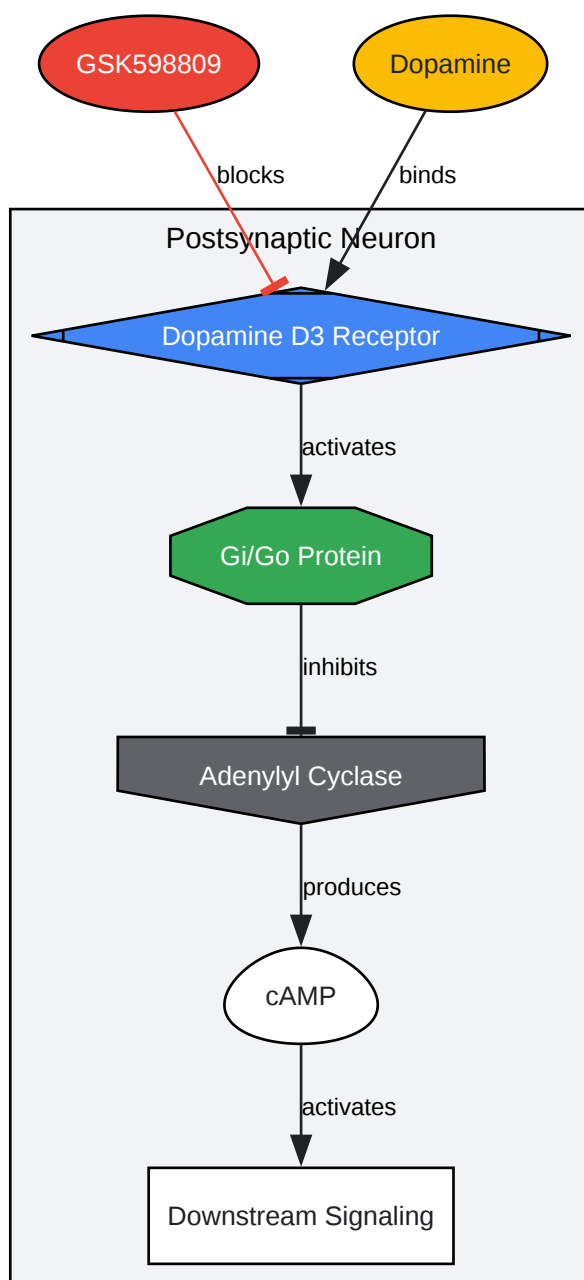 GSK598809
Dopamine
blocks
binds
Postsynaptic Neuron
Dopamine D3 Receptor
activates
Gi/Go Protein
inhibits
Adenylyl Cyclase
produces
cAMP
activates
Downstream Signaling